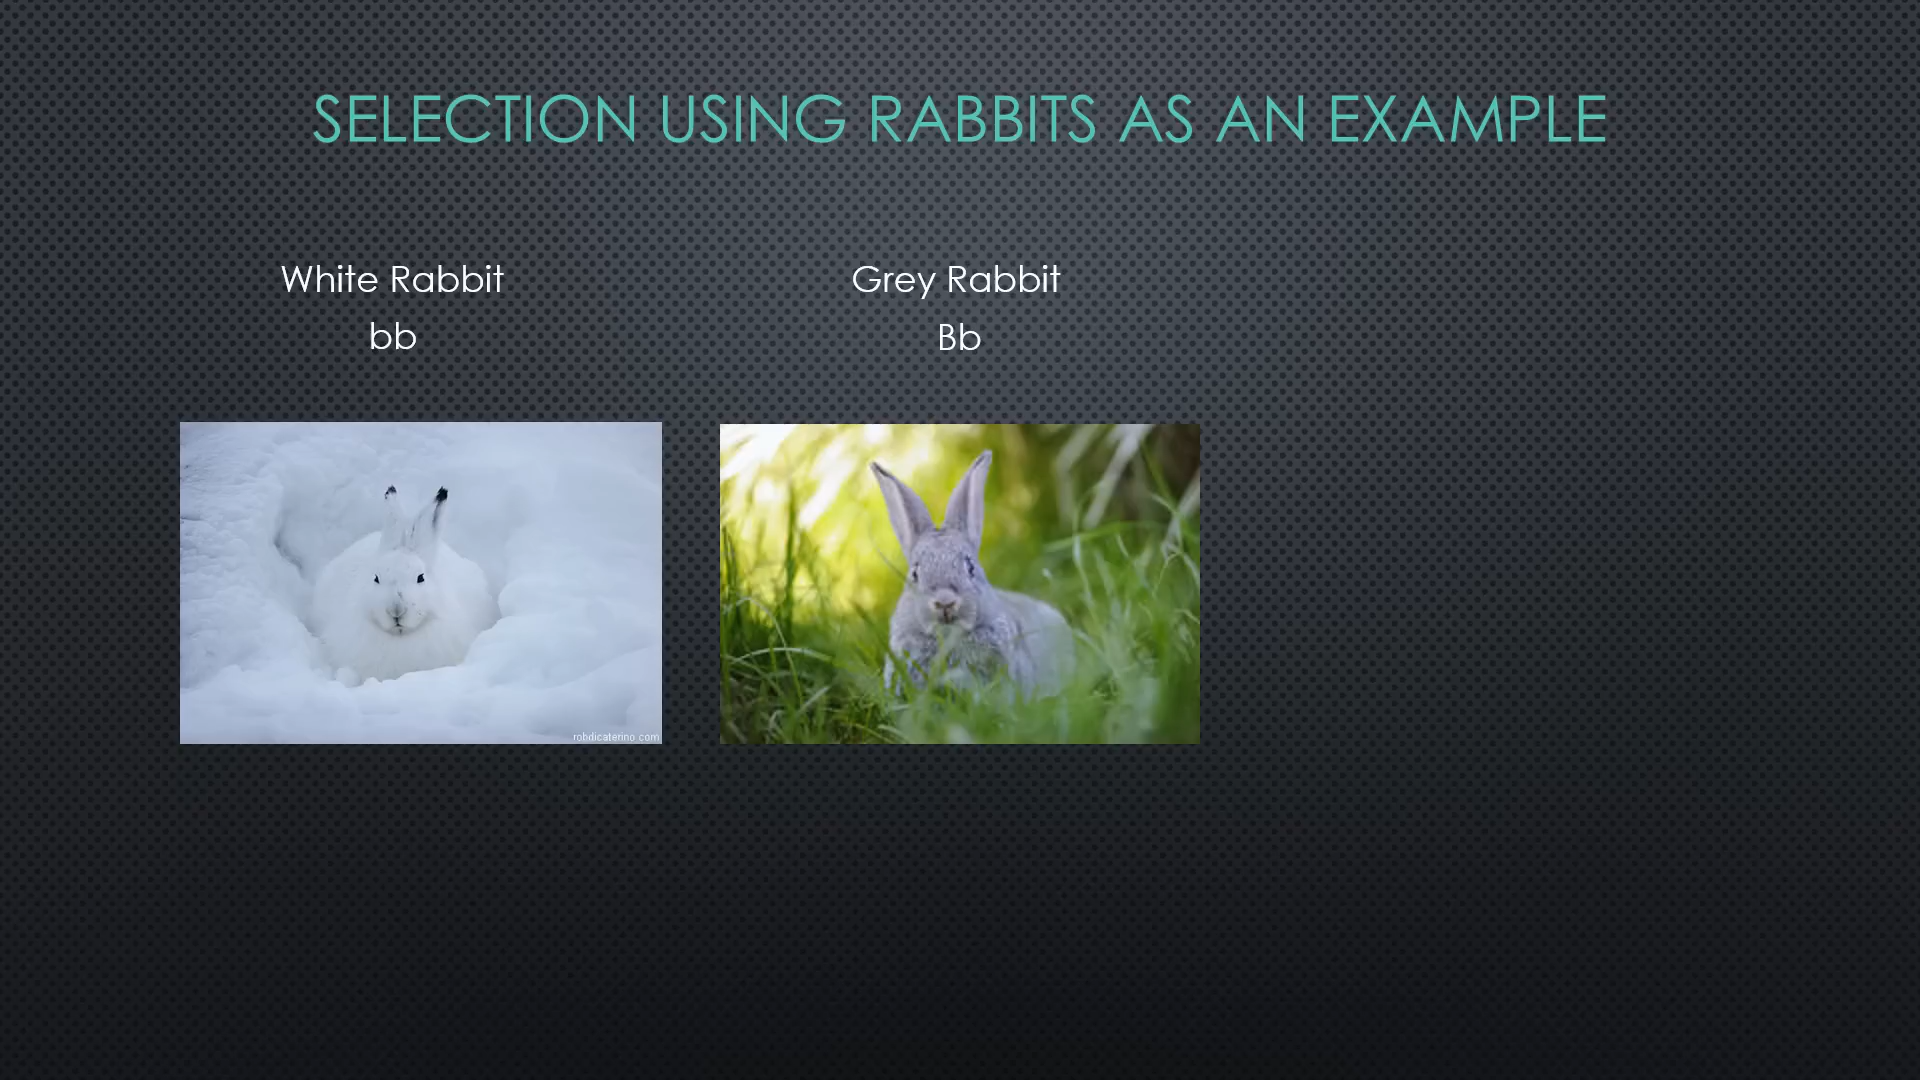 SELECTION USING RABBITS AS AN EXAMPLE
White Rabbit
bb
Grey Rabbit
Bb
robdicaterino.com